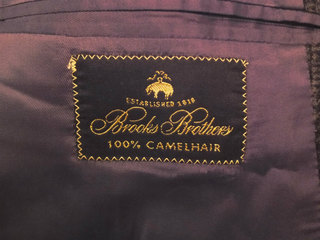 ESTABLISHED 1818
Brooks Brothers
100% CAMELHAIR